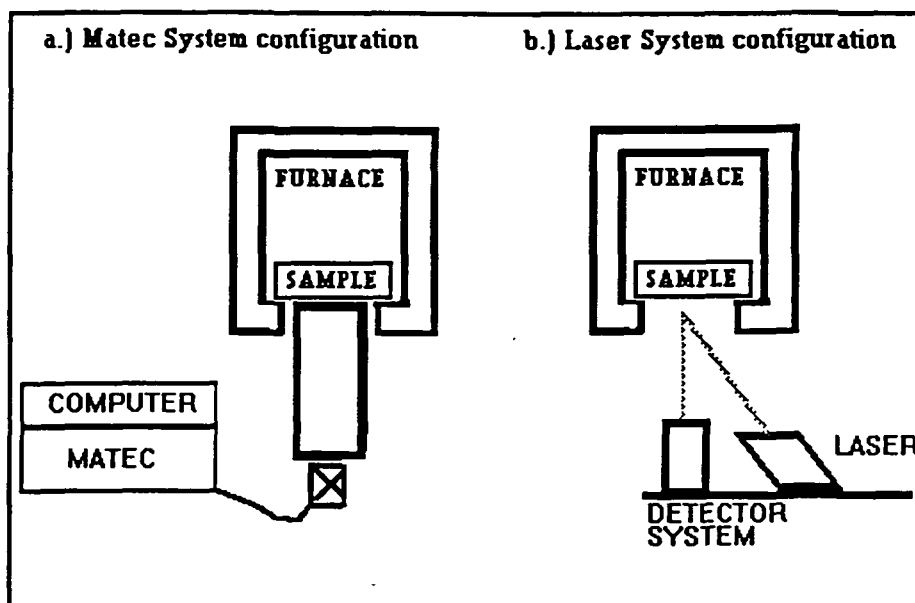 a.) Matec System configuration
b.) Laser System configuration
FURNACE
SAMPLE
COMPUTER
MATEC
FURNACE
SAMPLE
LASER
DETECTOR
SYSTEM